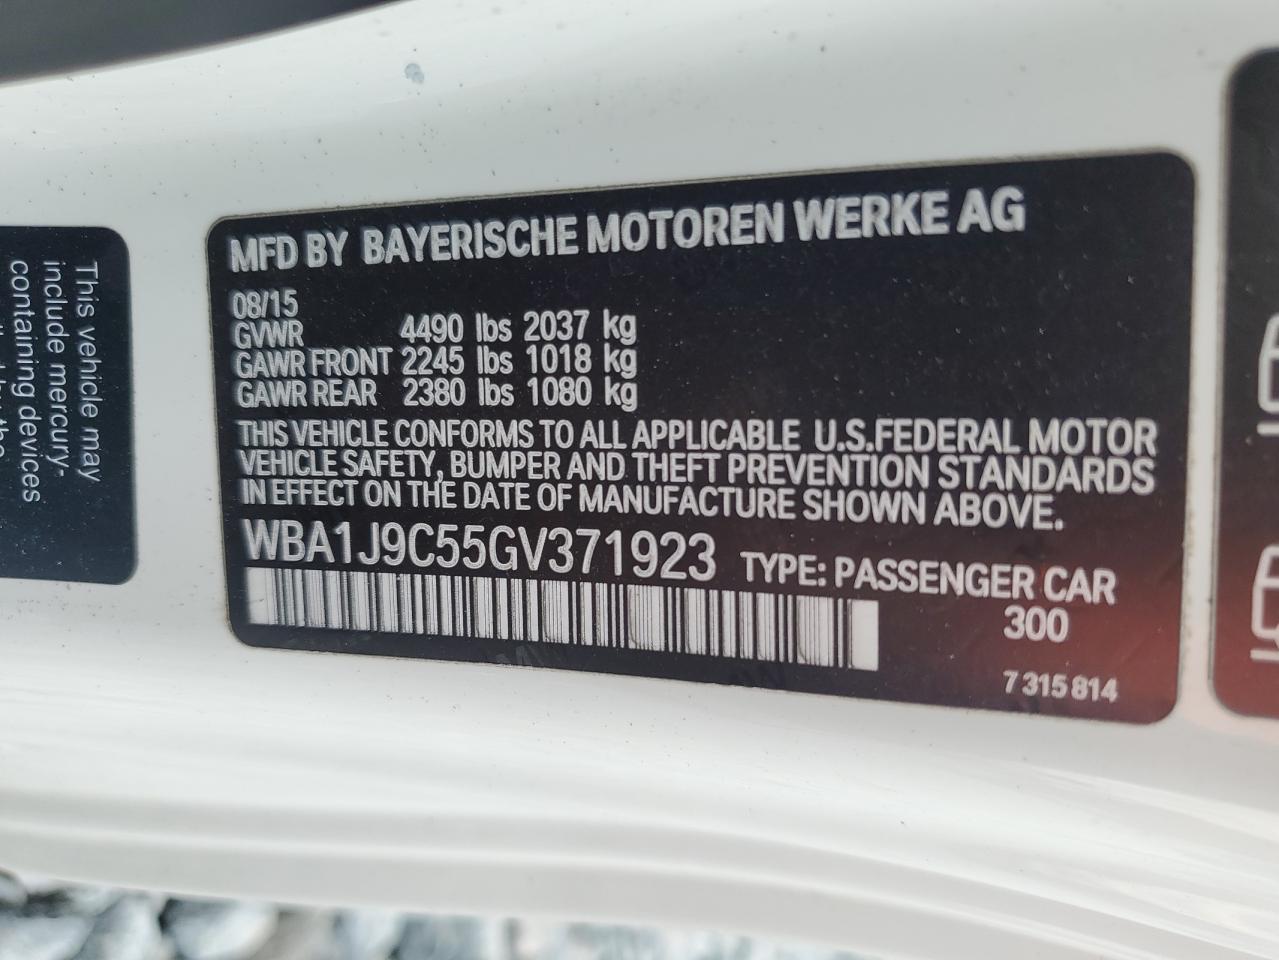 This vehicle may
include mercury-
containing devices
MFD BY BAYERISCHE MOTOREN WERKE AG
08/15
GVWR 4490 lbs 2037 kg
GAWR FRONT 2245 lbs 1018 kg
GAWR REAR 2380 lbs 1080 kg
THIS VEHICLE CONFORMS TO ALL APPLICABLE U.S.FEDERAL MOTOR
VEHICLE SAFETY, BUMPER AND THEFT PREVENTION STANDARDS
IN EFFECT ON THE DATE OF MANUFACTURE SHOWN ABOVE.
WBA1J9C55GV371923 TYPE: PASSENGER CAR
300
7 315 814